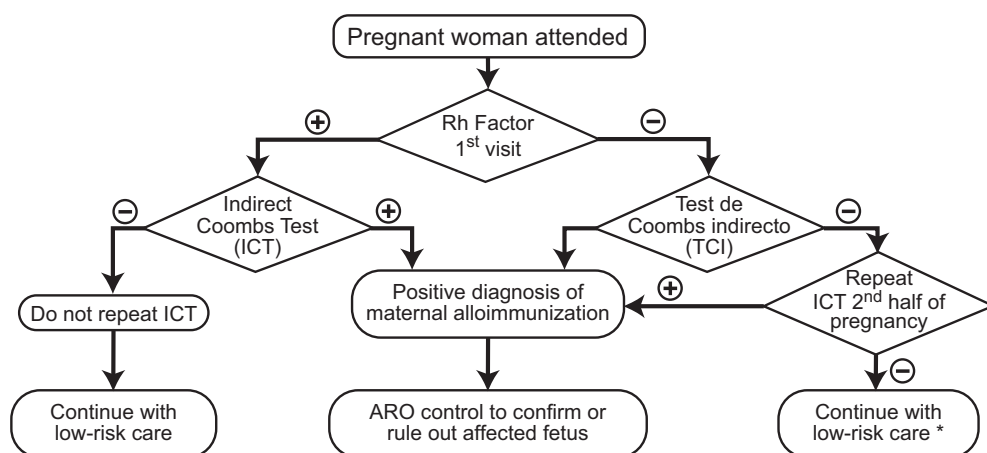 Pregnant woman attended
Rh Factor
1st visit
+
−
Indirect
Coombs Test
(ICT)
−
+
Test de
Coombs indirecto
(TCI)
−
Do not repeat ICT
Positive diagnosis of
maternal alloimmunization
+
Repeat
ICT 2nd half of
pregnancy
−
Continue with
low-risk care
ARO control to confirm or
rule out affected fetus
Continue with
low-risk care *